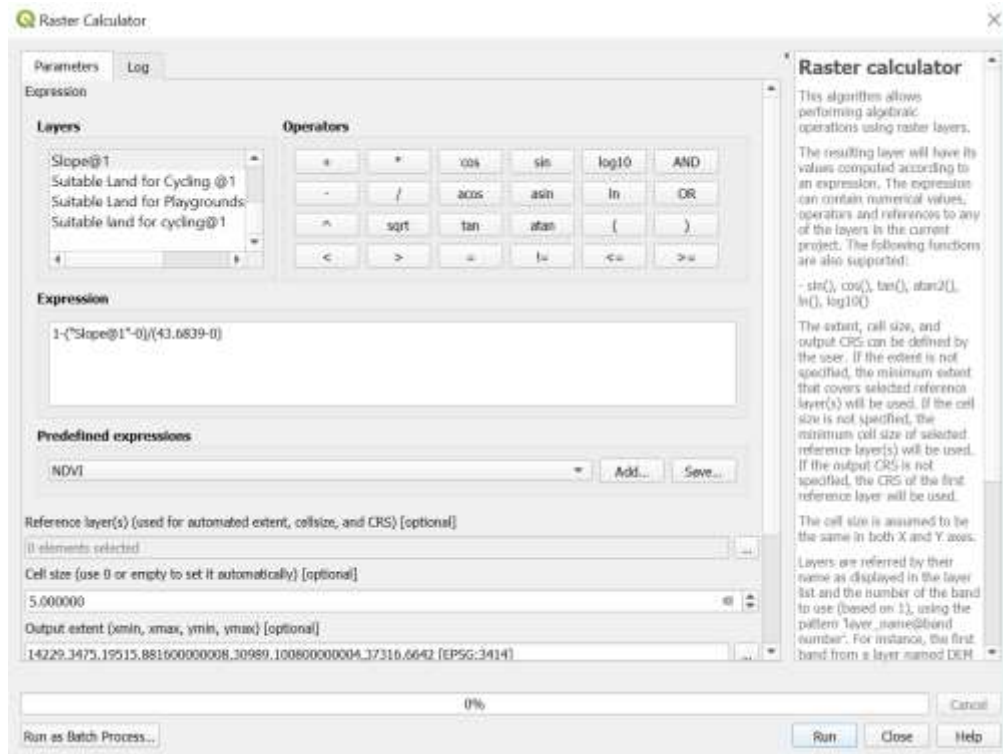 Raster Calculator
Parameters
Log
Expression
Layers
Slope@1
Suitable Land for Cycling @1
Suitable Land for Playgrounds
Suitable land for cycling@1
Operators
+ * cos sin log10 AND
- / acos asin ln OR
^ sqrt tan atan ( )
< > = != <= >=
Expression
1-("Slope@1"-0)/(43.6839-0)
Predefined expressions
NDVI
Add...
Save...
Reference layer(s) (used for automated extent, cellsize, and CRS) [optional]
0 elements selected
...
Cell size (use 0 or empty to set it automatically) [optional]
5.000000
Output extent (xmin, xmax, ymin, ymax) [optional]
14229.3475,19515.881600000008,30989.100800000004,37316.6642 [EPSG:3414]
...
Raster calculator
This algorithm allows
performing algebraic
operations using raster layers.
The resulting layer will have its
values computed according to
an expression. The expression
can contain numerical values,
operators and references to any
of the layers in the current
project. The following functions
are also supported:
- sin(), cos(), tan(), atan2(),
ln(), log10()
The extent, cell size, and
output CRS can be defined by
the user. If the extent is not
specified, the minimum extent
that covers selected reference
layer(s) will be used. If the cell
size is not specified, the
minimum cell size of selected
reference layer(s) will be used.
If the output CRS is not
specified, the CRS of the first
reference layer will be used.
The cell size is assumed to be
the same in both X and Y axes.
Layers are referred by their
name as displayed in the layer
list and the number of the band
to use (based on 1), using the
pattern 'layer_name@band
number'. For instance, the first
band from a layer named DEM
0%
Cancel
Run as Batch Process...
Run
Close
Help